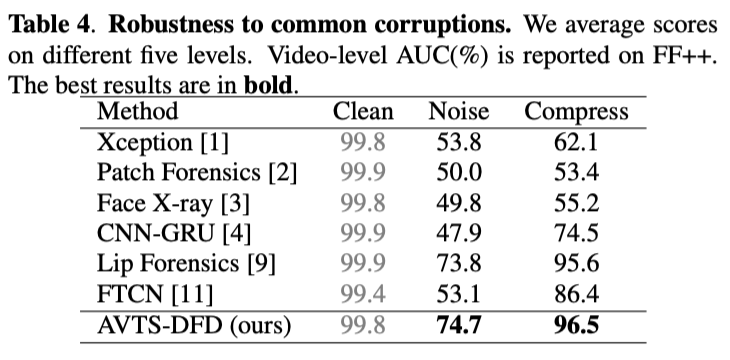 Table 4. Robustness to common corruptions. We average scores
on different five levels. Video-level AUC(%) is reported on FF++.
The best results are in bold.
Method Clean Noise Compress
Xception [1] 99.8 53.8 62.1
Patch Forensics [2] 99.9 50.0 53.4
Face X-ray [3] 99.8 49.8 55.2
CNN-GRU [4] 99.9 47.9 74.5
Lip Forensics [9] 99.9 73.8 95.6
FTCN [11] 99.4 53.1 86.4
AVTS-DFD (ours) 99.8 74.7 96.5